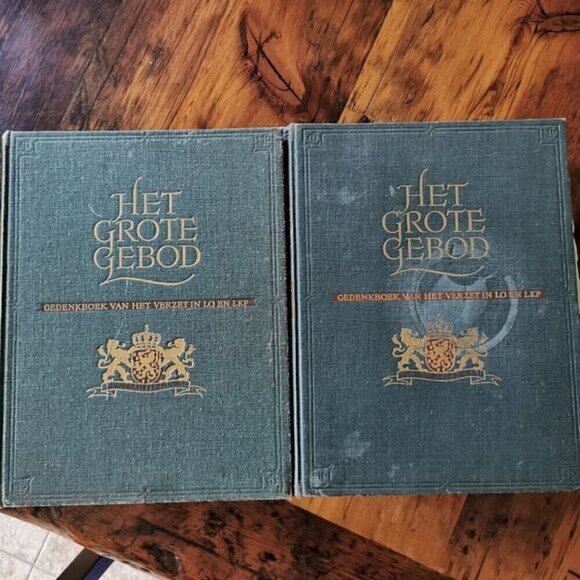 HET
GROTE
GEBOD
GEDENKBOEK VAN HET VERZET IN LO EN LKP
HET
GROTE
GEBOD
GEDENKBOEK VAN HET VERZET IN LO EN LKP